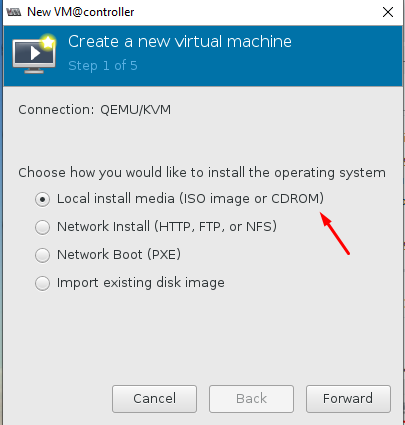 New VM@controller
Create a new virtual machine
Step 1 of 5
Connection: QEMU/KVM
Choose how you would like to install the operating system
Local install media (ISO image or CDROM)
Network Install (HTTP, FTP, or NFS)
Network Boot (PXE)
Import existing disk image
Cancel Back Forward